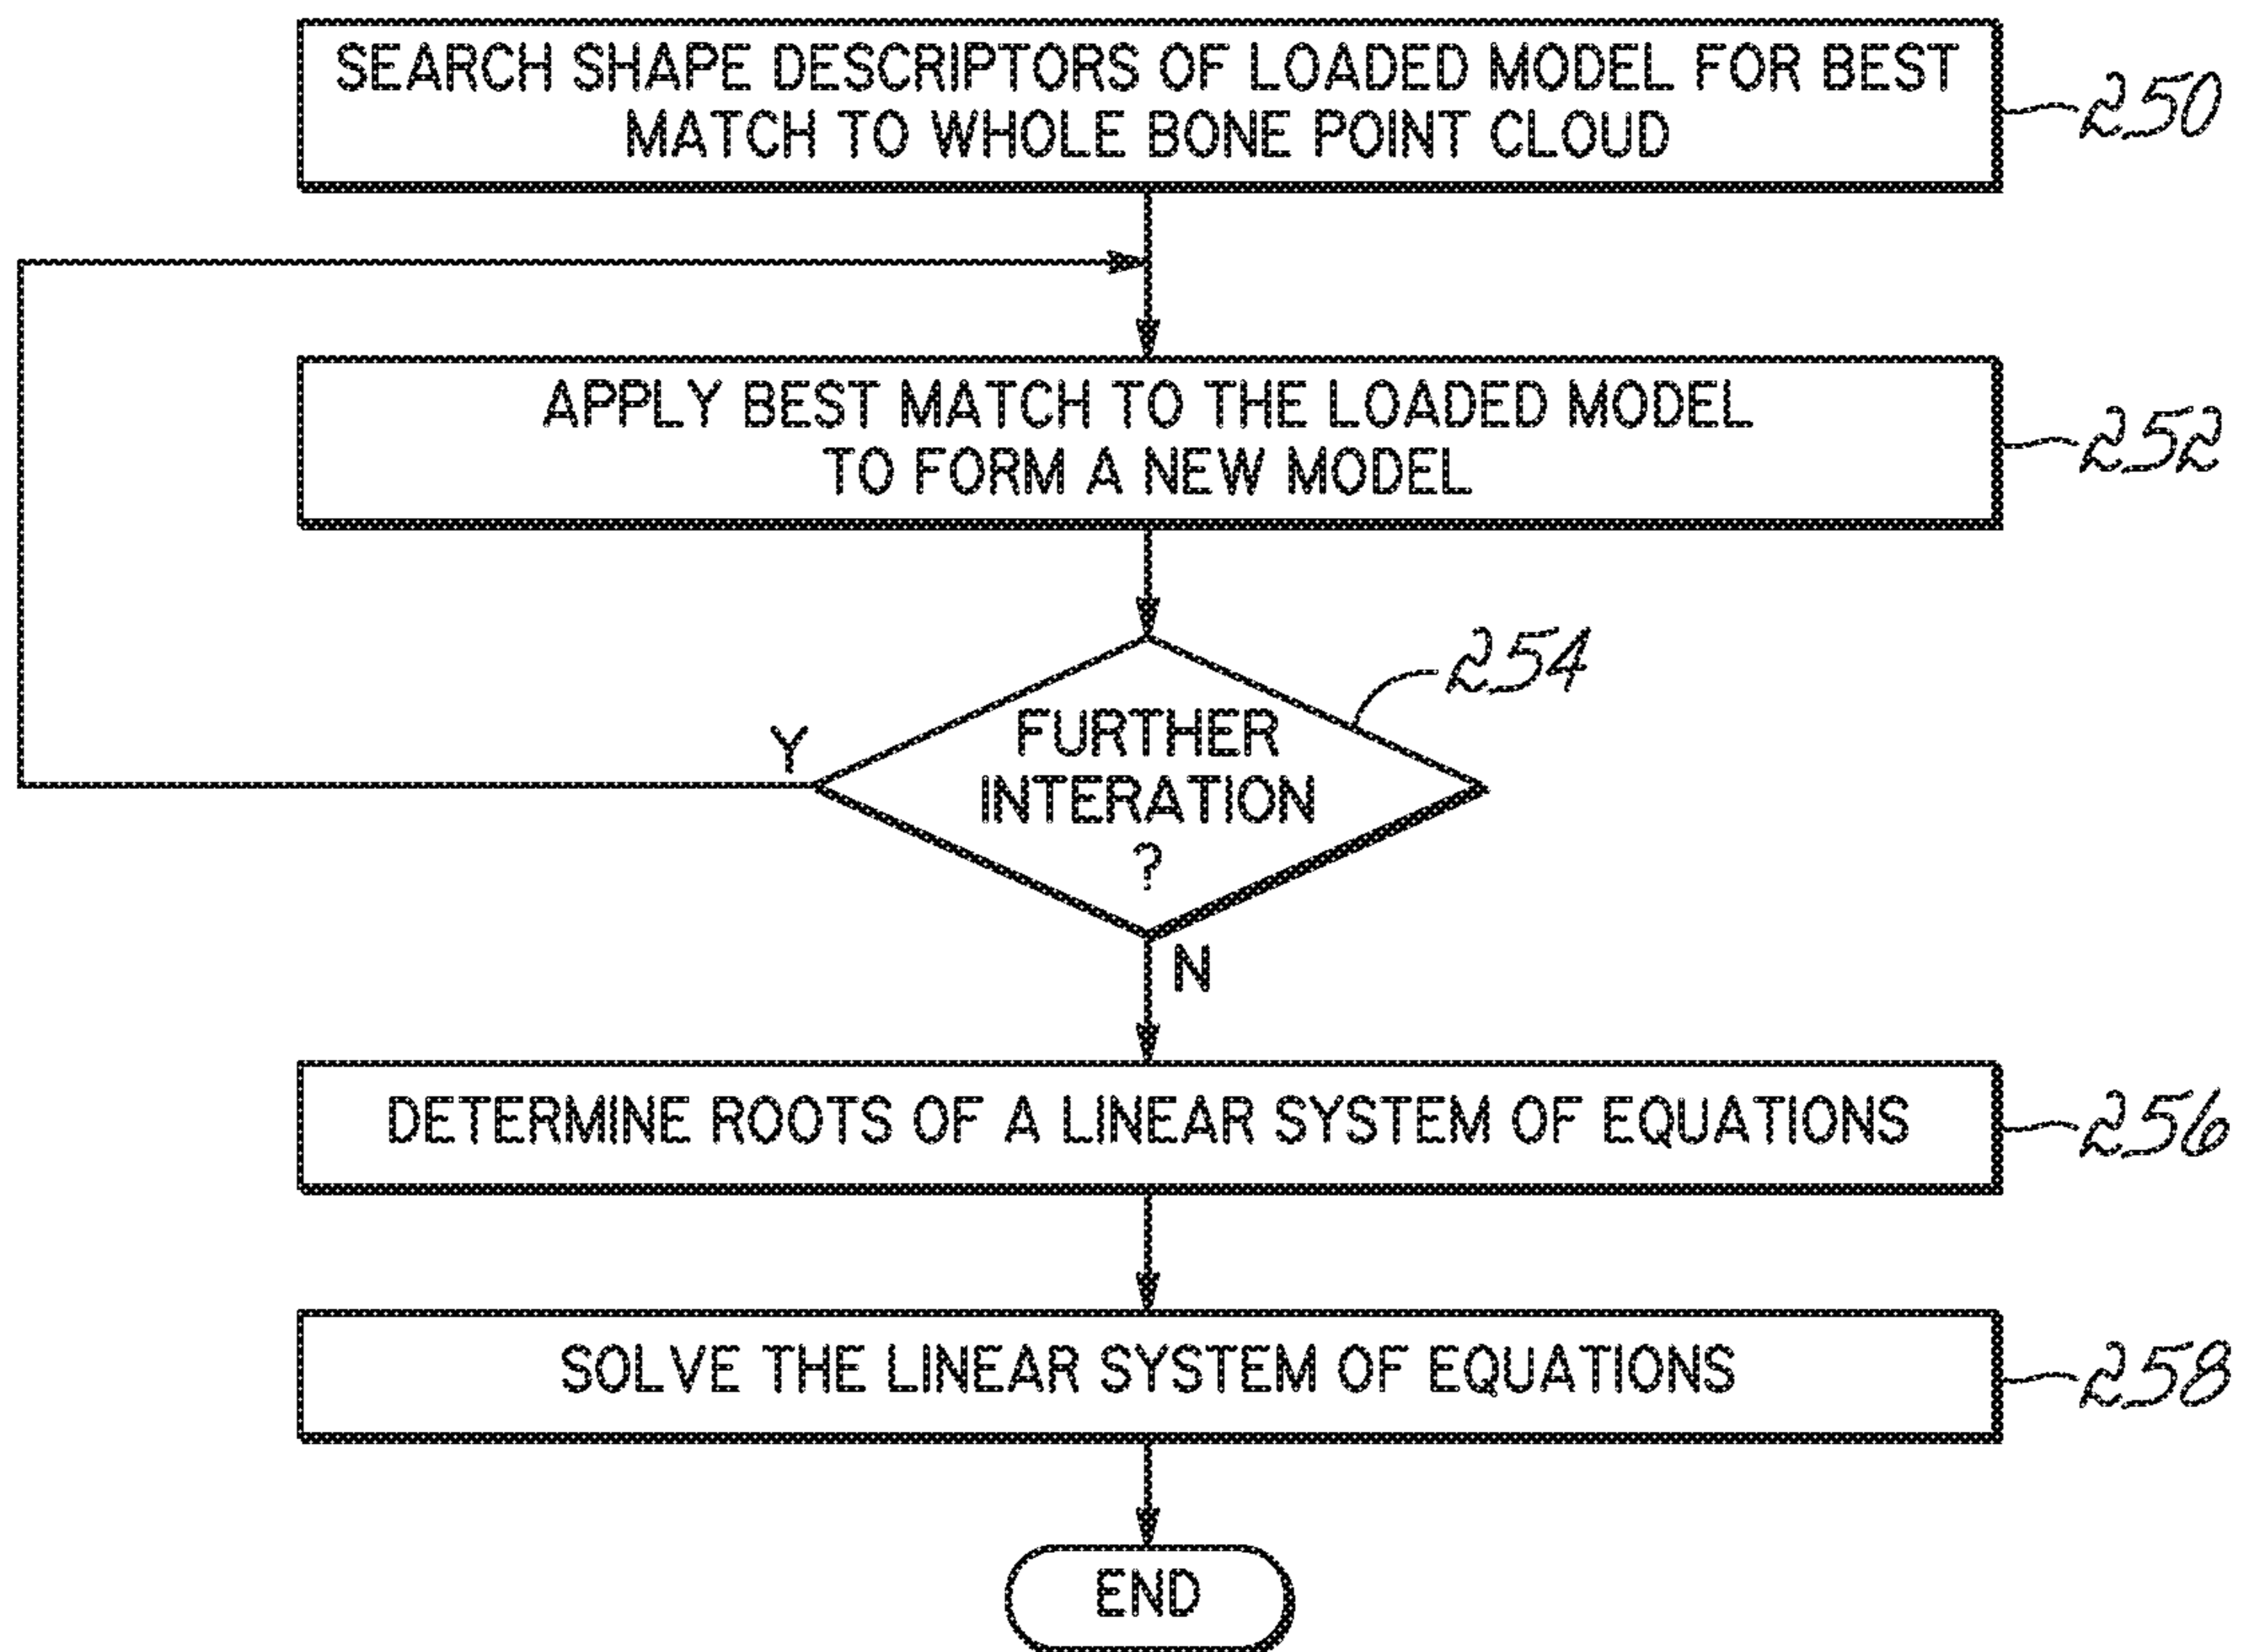 SEARCH SHAPE DESCRIPTORS OF LOADED MODEL FOR BEST
MATCH TO WHOLE BONE POINT CLOUD
250
APPLY BEST MATCH TO THE LOADED MODEL
TO FORM A NEW MODEL
252
254
FURTHER
INTERATION
?
Y
N
DETERMINE ROOTS OF A LINEAR SYSTEM OF EQUATIONS
256
SOLVE THE LINEAR SYSTEM OF EQUATIONS
258
END